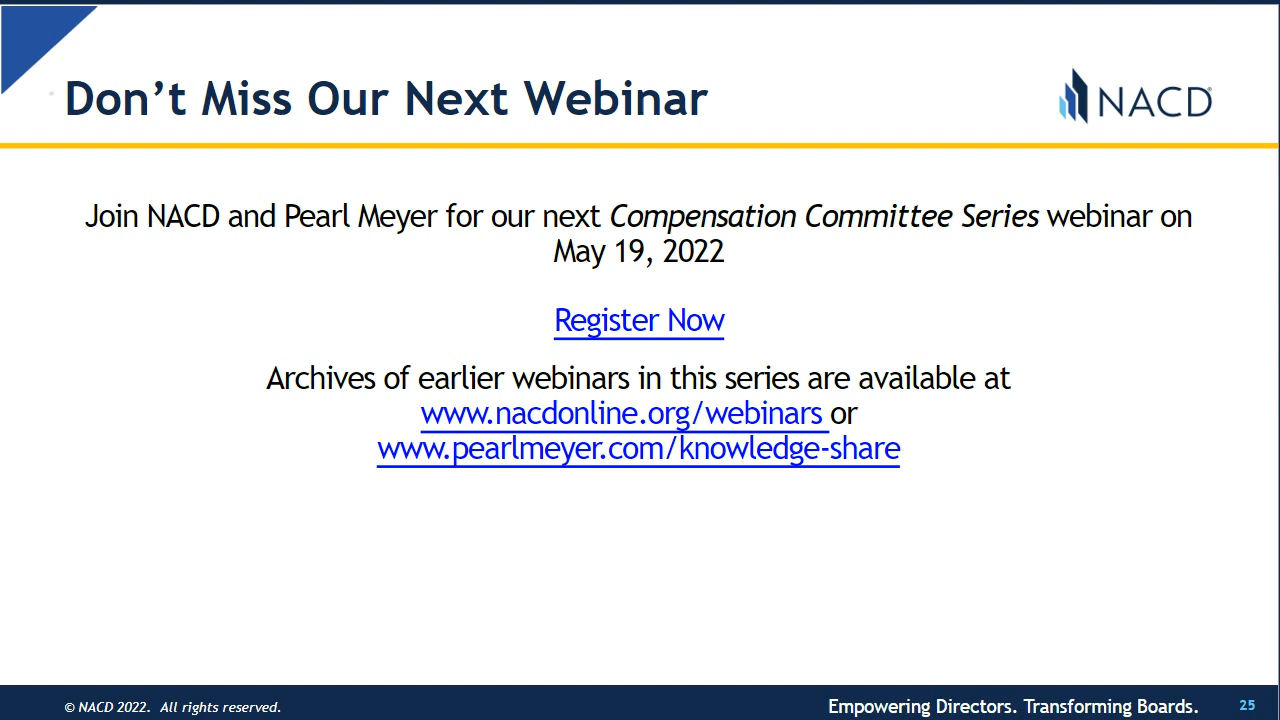 Don’t Miss Our Next Webinar
NACD
Join NACD and Pearl Meyer for our next Compensation Committee Series webinar on
May 19, 2022
Register Now
Archives of earlier webinars in this series are available at
www.nacdonline.org/webinars or
www.pearlmeyer.com/knowledge-share
© NACD 2022. All rights reserved.
Empowering Directors. Transforming Boards.
25